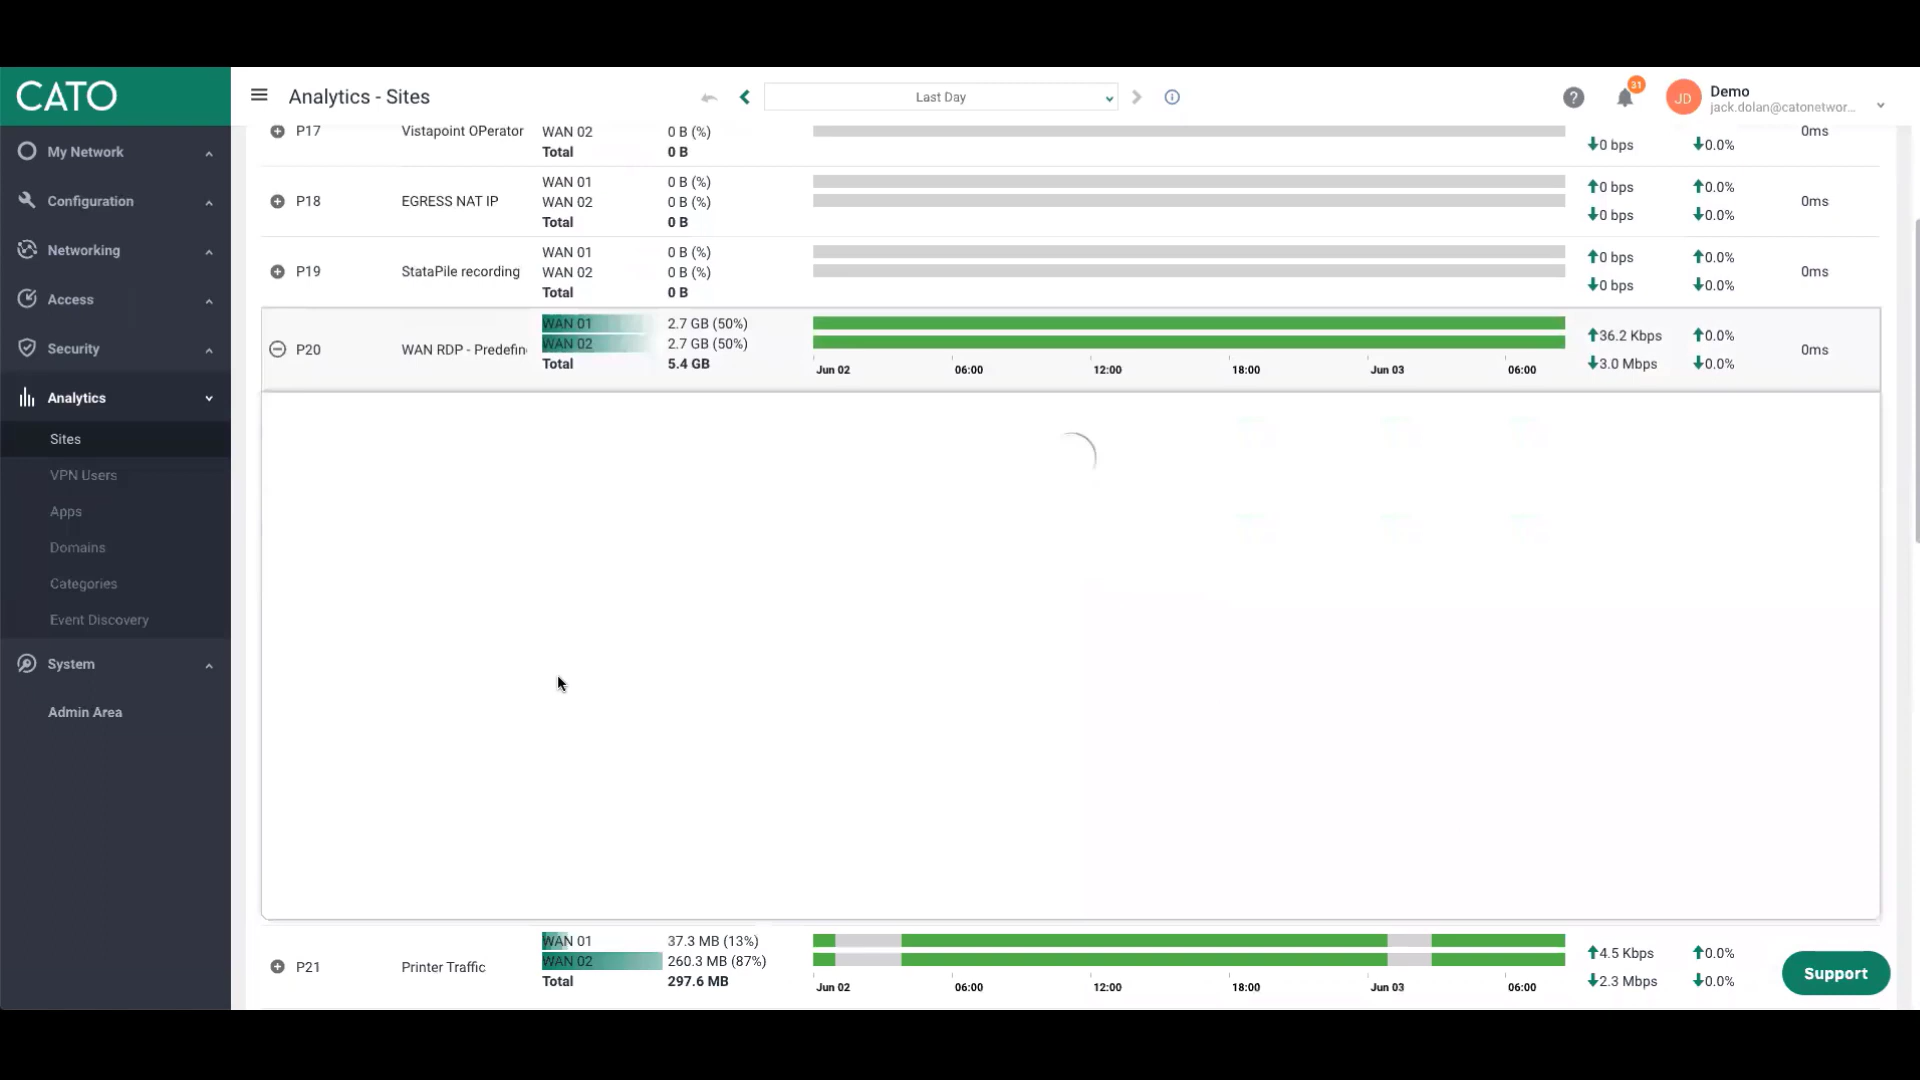 CATO
Analytics - Sites
Last Day
31
JD
Demo
jack.dolan@catonetwor...
My Network
Configuration
Networking
Access
Security
Analytics
Sites
VPN Users
Apps
Domains
Categories
Event Discovery
System
Admin Area
P17 Vistapoint OPerator WAN 02 0 B (%) 0ms
Total 0 B 0 bps 0.0%
WAN 01 0 B (%) 0 bps 0.0%
P18 EGRESS NAT IP WAN 02 0 B (%) 0ms
Total 0 B 0 bps 0.0%
WAN 01 0 B (%) 0 bps 0.0%
P19 StataPile recording WAN 02 0 B (%) 0ms
Total 0 B 0 bps 0.0%
WAN 01 2.7 GB (50%) 36.2 Kbps 0.0%
P20 WAN RDP - Predefin WAN 02 2.7 GB (50%) 0ms
Total 5.4 GB 3.0 Mbps 0.0%
Jun 02 06:00 12:00 18:00 Jun 03 06:00
WAN 01 37.3 MB (13%) 4.5 Kbps 0.0%
P21 Printer Traffic WAN 02 260.3 MB (87%)
Total 297.6 MB 2.3 Mbps 0.0%
Jun 02 06:00 12:00 18:00 Jun 03 06:00
Support